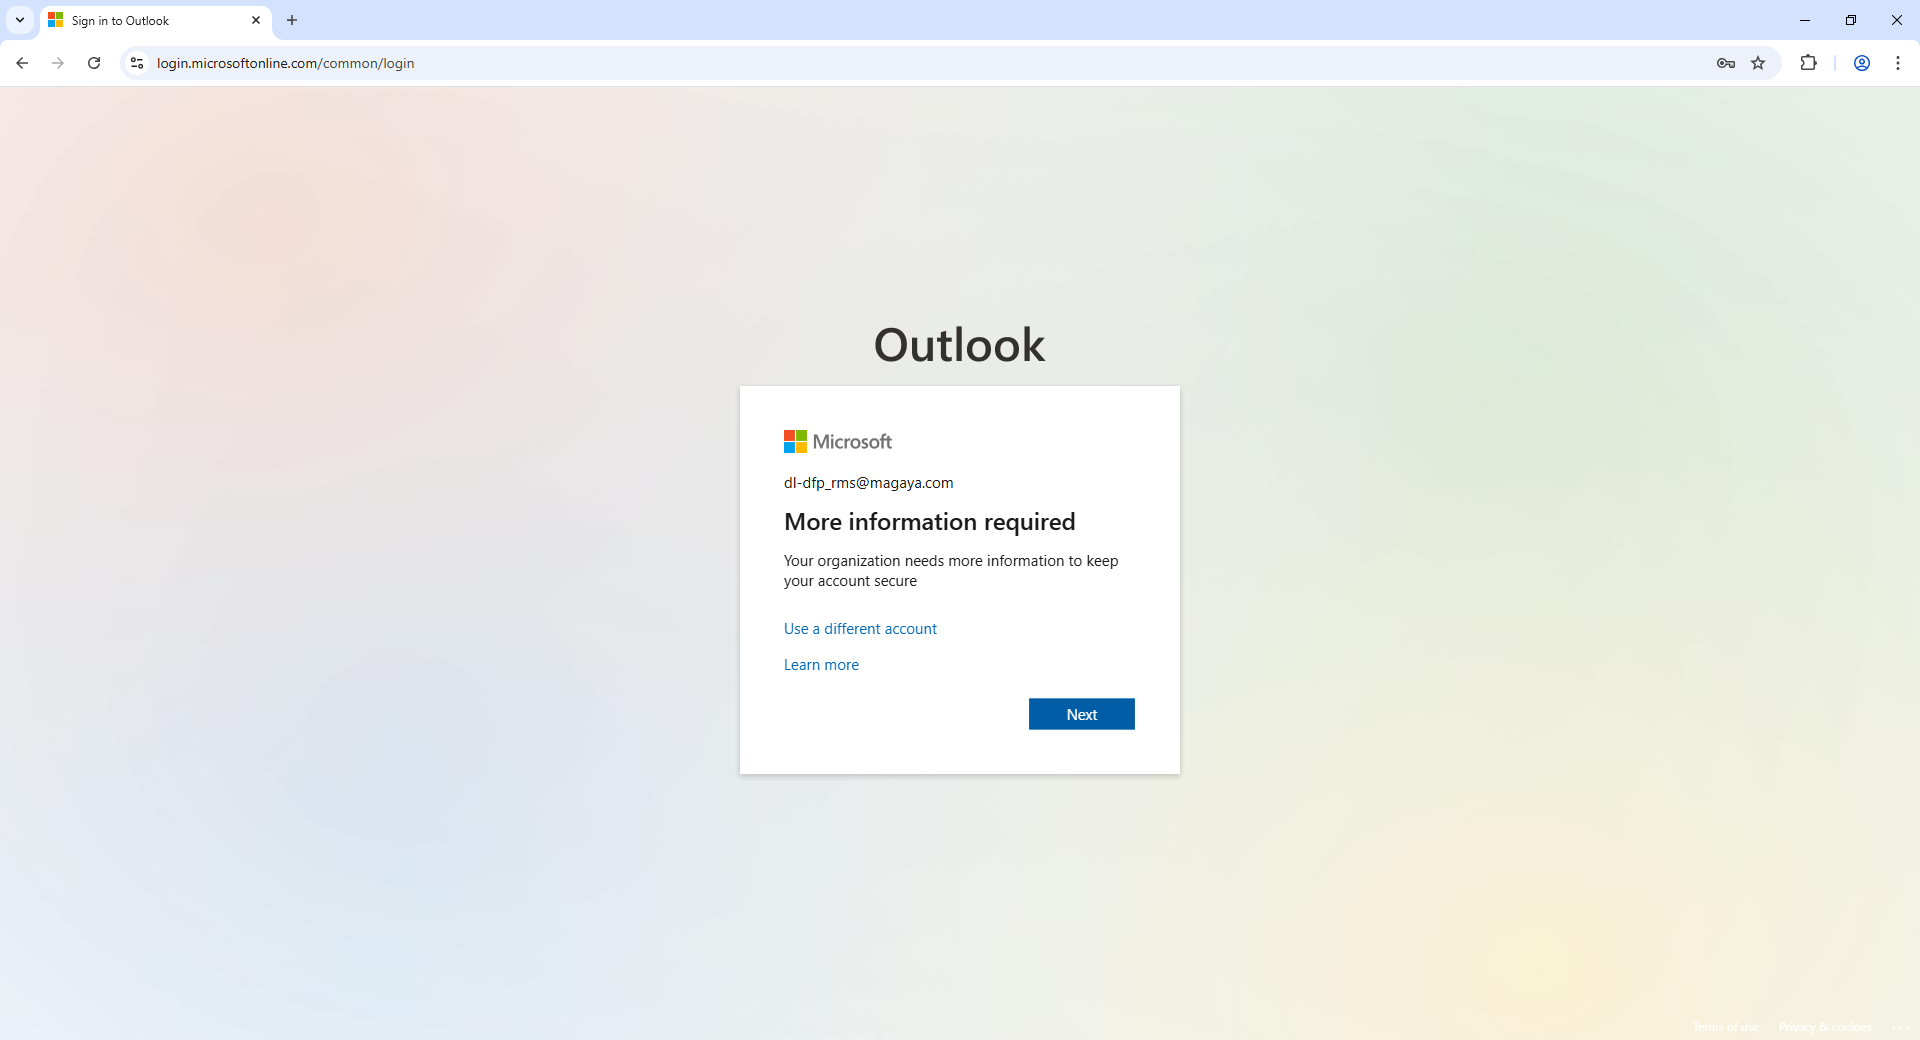 Sign in to Outlook
login.microsoftonline.com/common/login
Outlook
Microsoft
dl-dfp_rms@magaya.com
More information required
Your organization needs more information to keep
your account secure
Use a different account
Learn more
Next
Terms of use Privacy & cookies ...